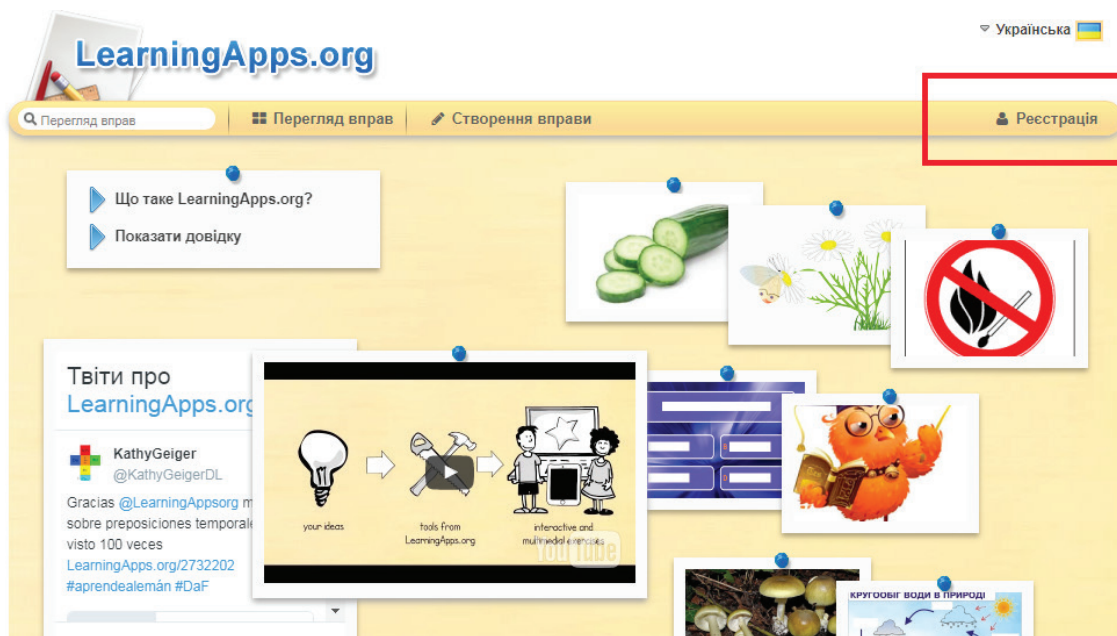 LearningApps.org
Українська
Перегляд вправ
Перегляд вправ
Створення вправи
Реєстрація
Що таке LearningApps.org?
Показати довідку
Твіти про
LearningApps.org
KathyGeiger
@KathyGeigerDL
Gracias @LearningAppsorg m
sobre preposiciones temporale
visto 100 veces
LearningApps.org/2732202
#aprendealemán #DaF
your ideas
tools from
LearningApps.org
interactive and
multimedial exercises
YouTube
КРУГООБІГ ВОДИ В ПРИРОДІ